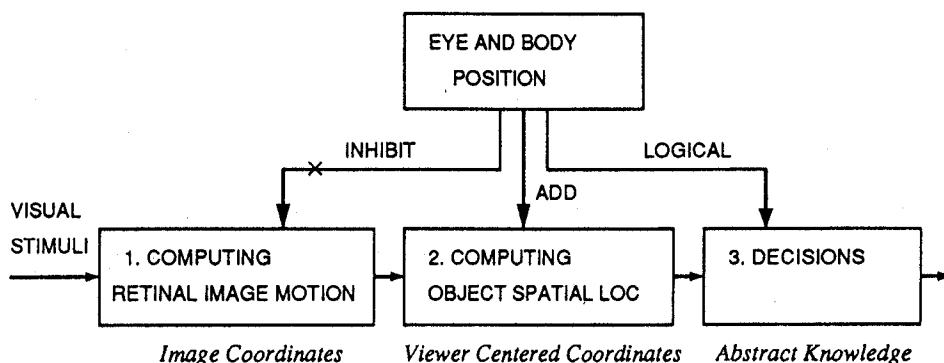 EYE AND BODY
POSITION
INHIBIT
LOGICAL
ADD
VISUAL
STIMULI
1. COMPUTING
RETINAL IMAGE MOTION
2. COMPUTING
OBJECT SPATIAL LOC
3. DECISIONS
Image Coordinates
Viewer Centered Coordinates
Abstract Knowledge